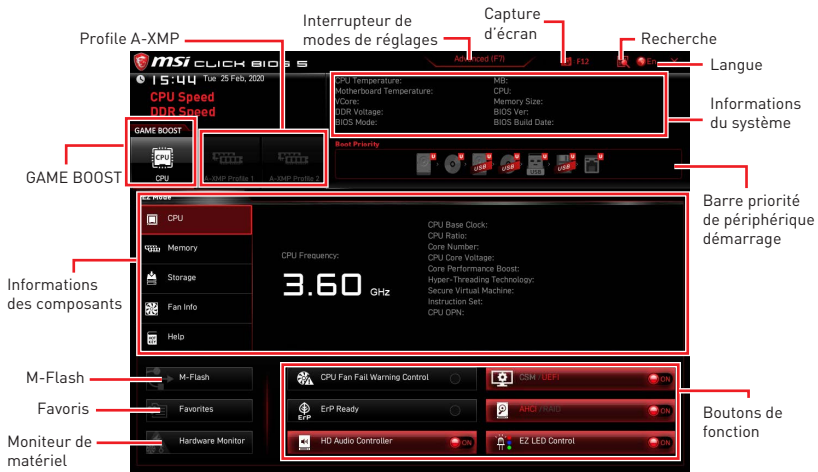 Profile A-XMP
Interrupteur de
modes de réglages
Capture
d'écran
Recherche
Langue
Informations
du système
msi CLICK BIOS 5
Advanced (F7)
F12
En
X
15:44 Tue 25 Feb, 2020
CPU Speed
DDR Speed
CPU Temperature:
Motherboard Temperature:
VCore:
DDR Voltage:
BIOS Mode:
MB:
CPU:
Memory Size:
BIOS Ver:
BIOS Build Date:
GAME BOOST
CPU
CPU
A-XMP Profile 1
A-XMP Profile 2
Boot Priority
U
U
USB U
USB U
USB U
USB U
U
GAME BOOST
Barre priorité
de périphérique
démarrage
EZ Mode
CPU
Memory
Storage
Fan Info
Help
CPU Frequency:
3.60 GHz
CPU Base Clock:
CPU Ratio:
Core Number:
CPU Core Voltage:
Core Performance Boost:
Hyper-Threading Technology:
Secure Virtual Machine:
Instruction Set:
CPU OPN:
Informations
des composants
M-Flash
Favoris
Moniteur de
matériel
M-Flash
Favorites
Hardware Monitor
CPU Fan Fail Warning Control
CSM /UEFI
ON
ErP
ErP Ready
AHCI /RAID
ON
HD Audio Controller
ON
EZ LED Control
ON
Boutons de
fonction